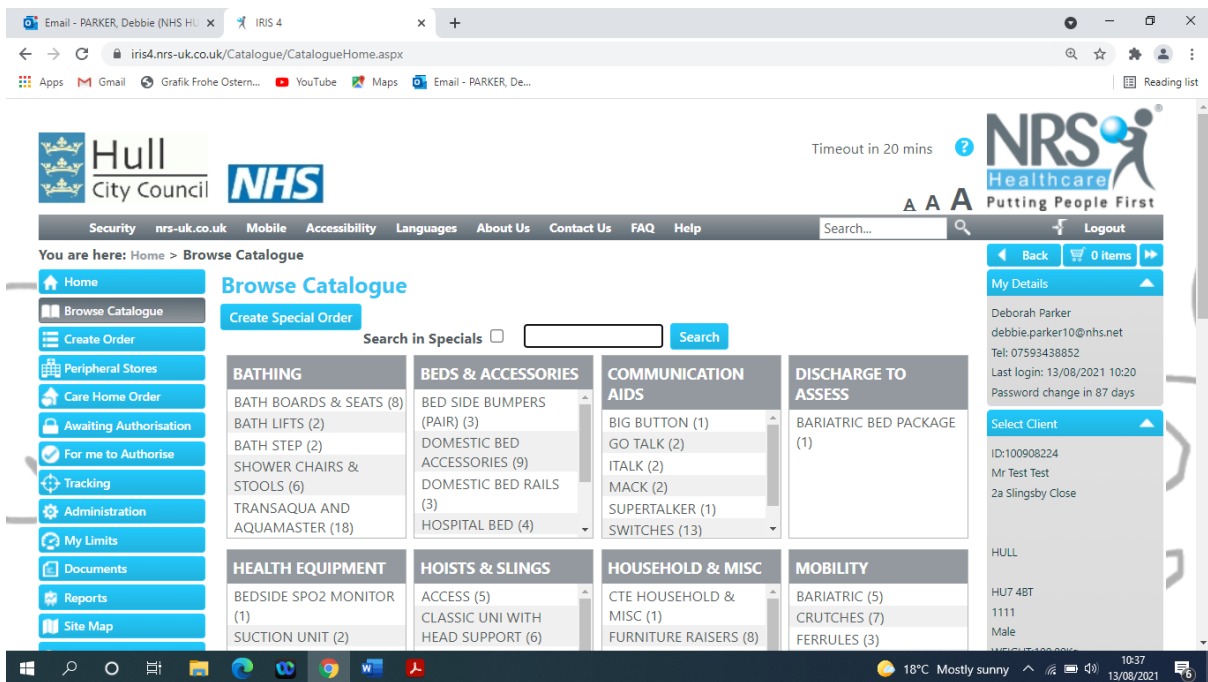 Email - PARKER, Debbie (NHS HU
IRIS 4
iris4.nrs-uk.co.uk/Catalogue/CatalogueHome.aspx
Apps Gmail Grafik Frohe Ostern... YouTube Maps Email - PARKER, De... Reading list
Hull
City Council
NHS
Timeout in 20 mins ?
A A A
NRS
Healthcare
Putting People First
Security nrs-uk.co.uk Mobile Accessibility Languages About Us Contact Us FAQ Help Search... Logout
You are here: Home > Browse Catalogue
Back 0 items
Home
Browse Catalogue
Create Order
Peripheral Stores
Care Home Order
Awaiting Authorisation
For me to Authorise
Tracking
Administration
My Limits
Documents
Reports
Site Map
Browse Catalogue
Create Special Order
Search in Specials Search
BATHING
BATH BOARDS & SEATS (8)
BATH LIFTS (2)
BATH STEP (2)
SHOWER CHAIRS &
STOOLS (6)
TRANSAQUA AND
AQUAMASTER (18)
BEDS & ACCESSORIES
BED SIDE BUMPERS
(PAIR) (3)
DOMESTIC BED
ACCESSORIES (9)
DOMESTIC BED RAILS
(3)
HOSPITAL BED (4)
COMMUNICATION
AIDS
BIG BUTTON (1)
GO TALK (2)
ITALK (2)
MACK (2)
SUPERTALKER (1)
SWITCHES (13)
DISCHARGE TO
ASSESS
BARIATRIC BED PACKAGE
(1)
HEALTH EQUIPMENT
BEDSIDE SPO2 MONITOR
(1)
SUCTION UNIT (2)
HOISTS & SLINGS
ACCESS (5)
CLASSIC UNI WITH
HEAD SUPPORT (6)
HOUSEHOLD & MISC
CTE HOUSEHOLD &
MISC (1)
FURNITURE RAISERS (8)
MOBILITY
BARIATRIC (5)
CRUTCHES (7)
FERRULES (3)
My Details
Deborah Parker
debbie.parker10@nhs.net
Tel: 07593438852
Last login: 13/08/2021 10:20
Password change in 87 days
Select Client
ID:100908224
Mr Test Test
2a Slingsby Close
HULL
HU7 4BT
1111
Male
18°C Mostly sunny
10:37
13/08/2021
6